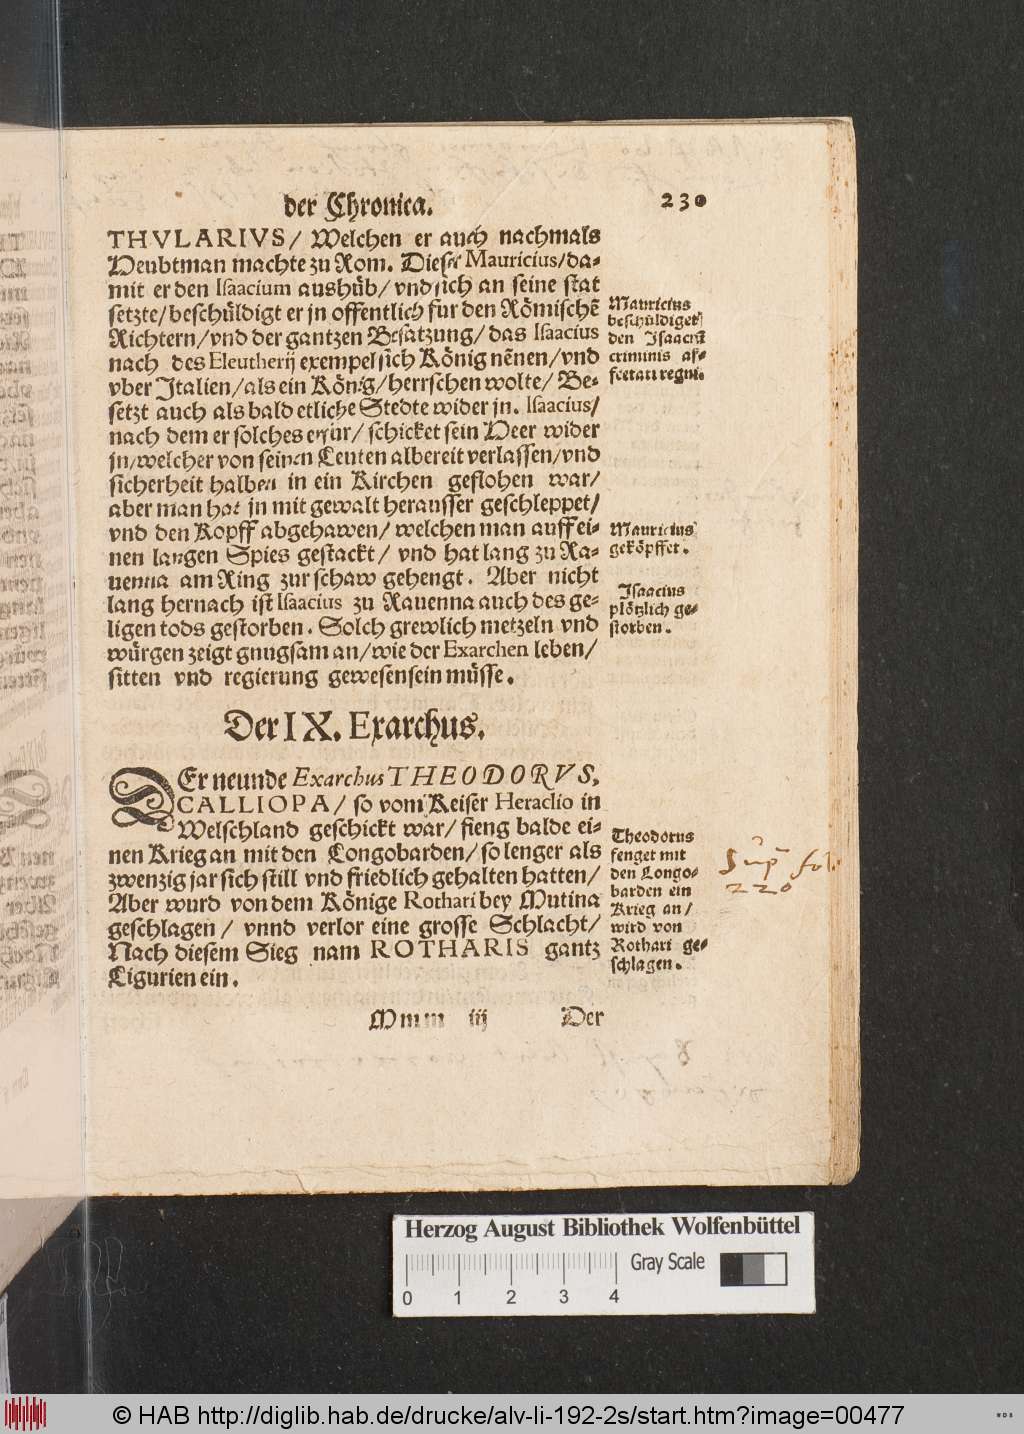 der Chronica. 230
THVLARIVS/ Welchen er auch nachmals
Heubtman machte zu Rom. Dieser Mauricius/da-
mit er den Isaacium aushüb/ vnd sich an seine stat
setzte/beschüldigt er jn offentlich fur den Römischē
Richtern/vnd der gantzen Besatzung/ das Isaacius
nach des Eleutherij exempel sich König nēnen/vnd
vber Italien/als ein König/herrschen wolte/ Be-
setzt auch als bald etliche Stedte wider jn. Isaacius/
nach dem er solches erfur/ schicket sein Heer wider
jn/welcher von seinen Leuten albereit verlassen/vnd
sicherheit halben in ein Kirchen geflohen war/
aber man hat jn mit gewalt herausser geschleppet/
vnd den Kopff abgehawen/ welchen man auff ei-
nen langen Spies gestackt/ vnd hat lang zu Ra-
uenna am Ring zur schaw gehengt. Aber nicht
lang hernach ist Isaacius zu Rauenna auch des ge-
ligen tods gestorben. Solch grewlich metzeln vnd
würgen zeigt gnugsam an/wie der Exarchen leben/
sitten vnd regierung gewesen sein müsse.
Mauricius
beschüldiget
den Isaacū
criminis af-
fectati regni.
Mauricius
geköpffet.
Isaacius
plötzlich ge-
storben.
Der IX. Exarchus.
DEr neunde Exarchus THEODORVS,
CALLIOPA/ so vom Keiser Heraclio in
Welschland geschickt war/ fieng balde ei-
nen Krieg an mit den Longobarden/ so lenger als
zwenzig jar sich still vnd friedlich gehalten hatten/
Aber wurd von dem Könige Rothari bey Mutina
geschlagen/ vnnd verlor eine grosse Schlacht/
Nach diesem Sieg nam ROTHARIS gantz
Ligurien ein.
Theodorus
fenget mit
den Longo-
barden ein
Krieg an/
wird von
Rothari ge-
schlagen.
Sup fol.
220
Mmm iij Der
Herzog August Bibliothek Wolfenbüttel
Gray Scale
0 1 2 3 4
© HAB http://diglib.hab.de/drucke/alv-li-192-2s/start.htm?image=00477